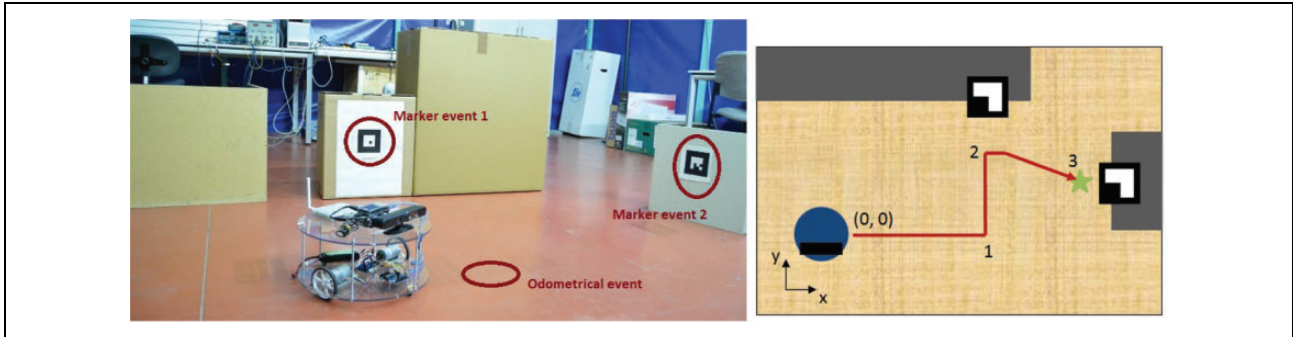 Marker event 1
Marker event 2
Odometrical event
(0, 0)
1
2
3
y
x